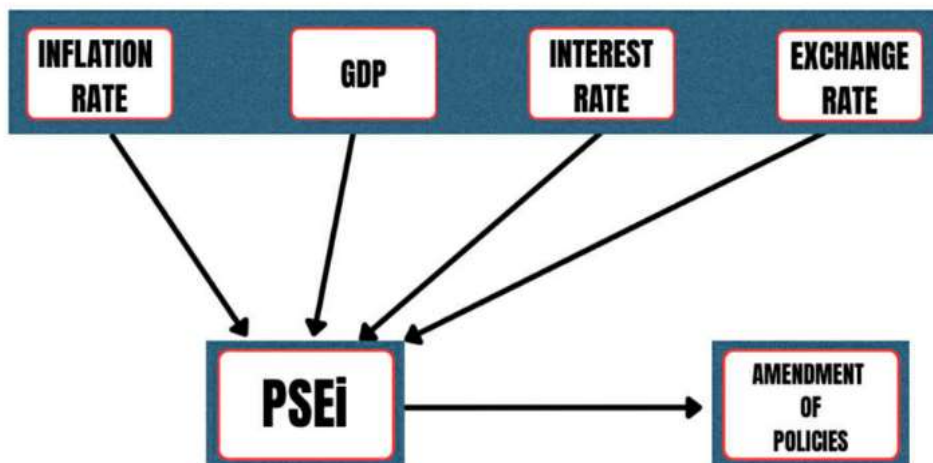 INFLATION
RATE
GDP
INTEREST
RATE
EXCHANGE
RATE
PSEi
AMENDMENT
OF
POLICIES